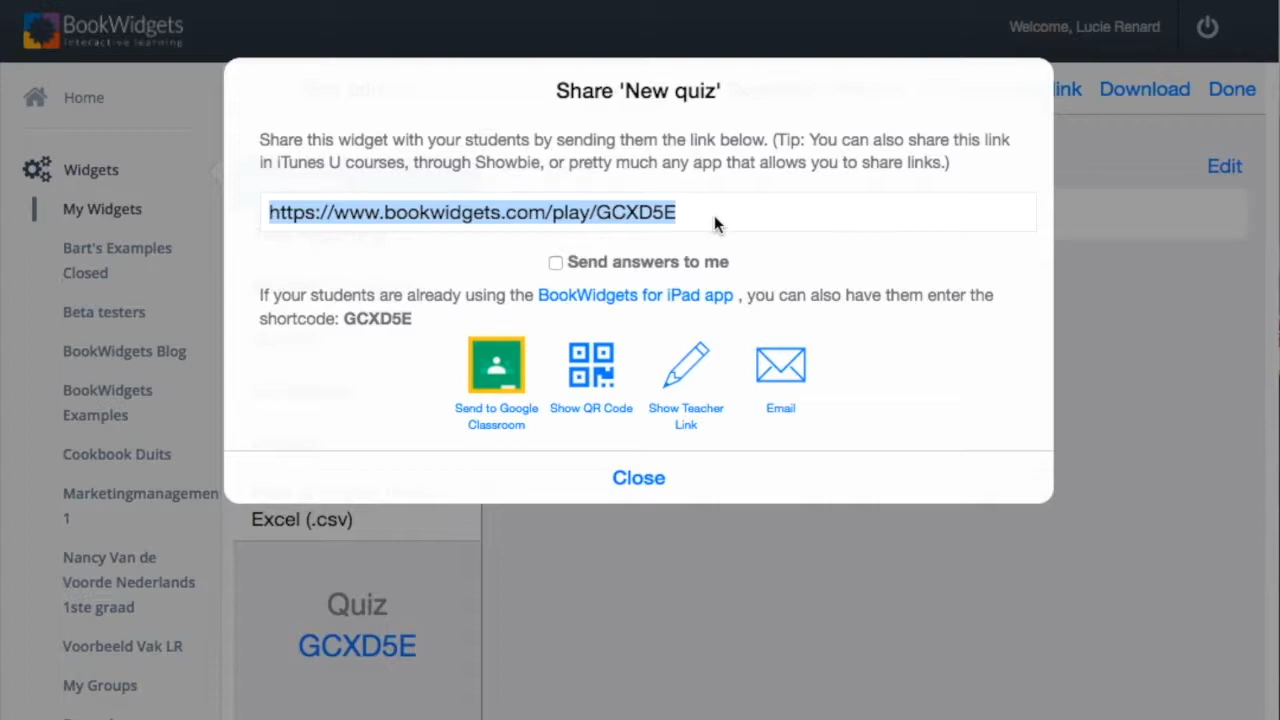 BookWidgets
interactive learning
Welcome, Lucie Renard
Home
Widgets
My Widgets
Bart's Examples
Closed
Beta testers
BookWidgets Blog
BookWidgets
Examples
Cookbook Duits
Marketingmanagemen
1
Nancy Van de
Voorde Nederlands
1ste graad
Voorbeeld Vak LR
My Groups
link
Download
Done
Edit
Share 'New quiz'
Share this widget with your students by sending them the link below. (Tip: You can also share this link
in iTunes U courses, through Showbie, or pretty much any app that allows you to share links.)
https://www.bookwidgets.com/play/GCXD5E
Send answers to me
If your students are already using the BookWidgets for iPad app , you can also have them enter the
shortcode: GCXD5E
Send to Google
Classroom
Show QR Code
Show Teacher
Link
Email
Close
Excel (.csv)
Quiz
GCXD5E